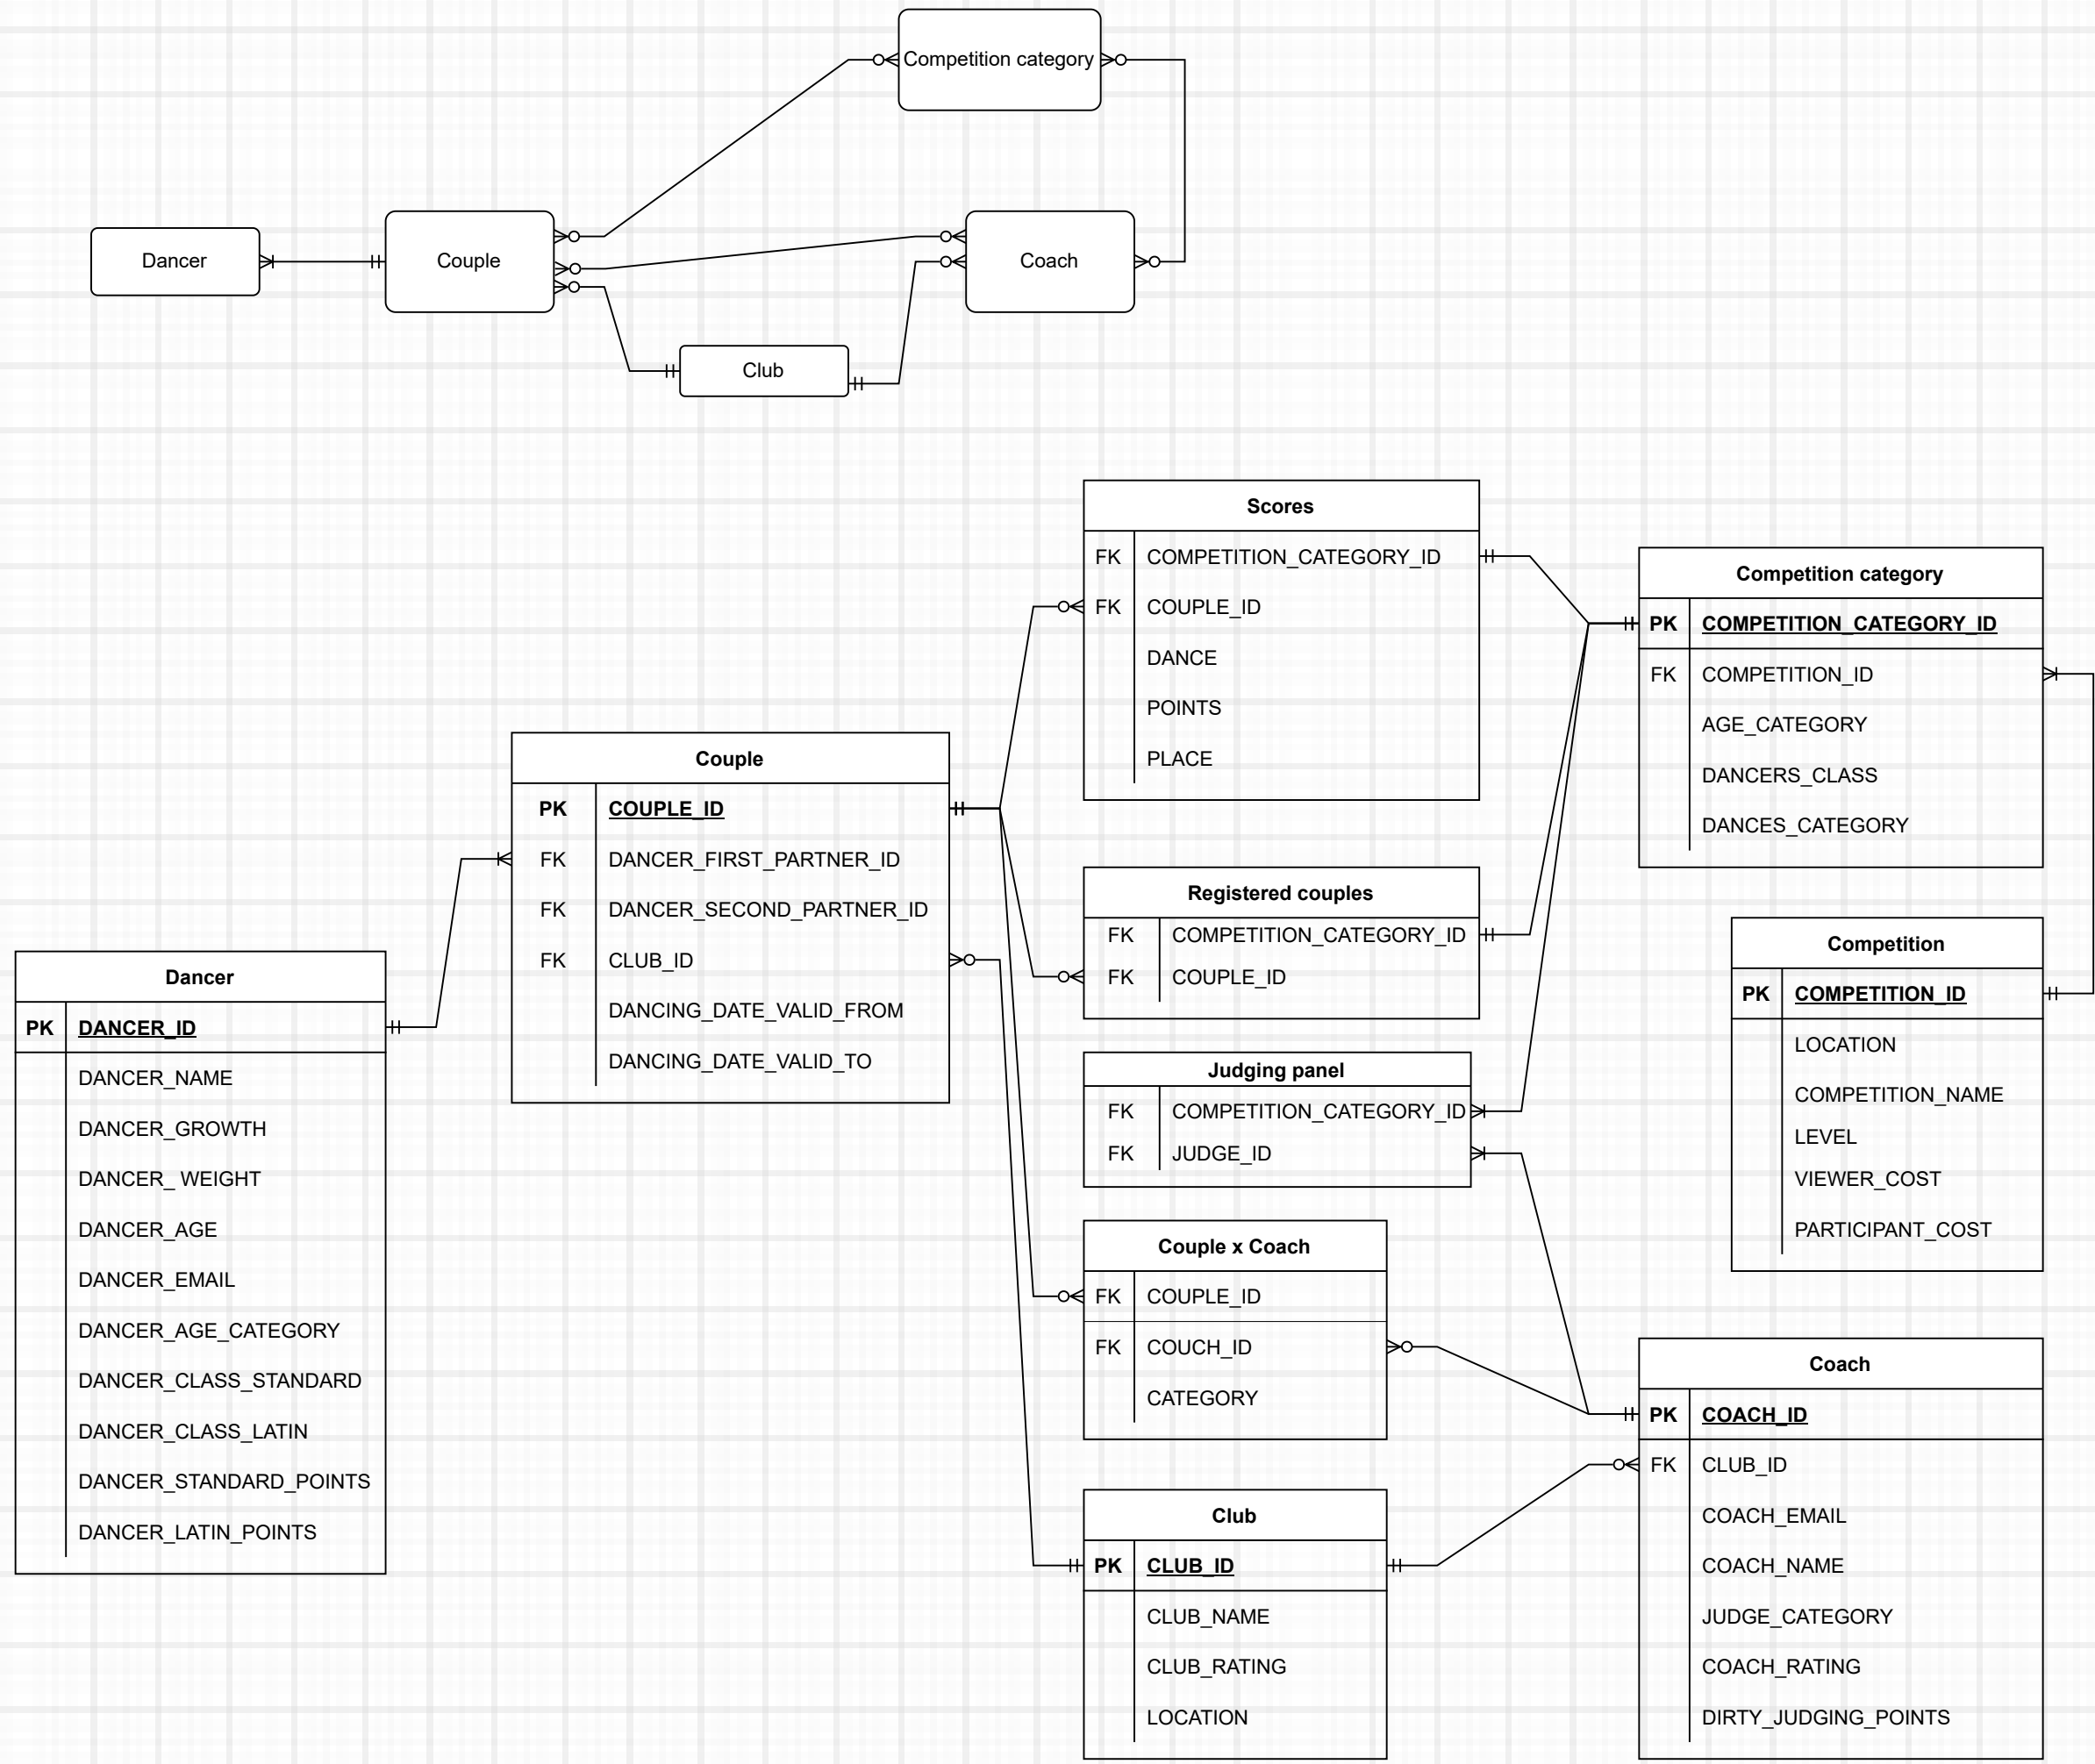 Competition category
Dancer
Couple
Coach
Club
Scores
FK COMPETITION_CATEGORY_ID
FK COUPLE_ID
DANCE
POINTS
PLACE
Competition category
PK COMPETITION_CATEGORY_ID
FK COMPETITION_ID
AGE_CATEGORY
DANCERS_CLASS
DANCES_CATEGORY
Couple
PK COUPLE_ID
FK DANCER_FIRST_PARTNER_ID
FK DANCER_SECOND_PARTNER_ID
FK CLUB_ID
DANCING_DATE_VALID_FROM
DANCING_DATE_VALID_TO
Registered couples
FK COMPETITION_CATEGORY_ID
FK COUPLE_ID
Competition
PK COMPETITION_ID
LOCATION
COMPETITION_NAME
LEVEL
VIEWER_COST
PARTICIPANT_COST
Dancer
PK DANCER_ID
DANCER_NAME
DANCER_GROWTH
DANCER_ WEIGHT
DANCER_AGE
DANCER_EMAIL
DANCER_AGE_CATEGORY
DANCER_CLASS_STANDARD
DANCER_CLASS_LATIN
DANCER_STANDARD_POINTS
DANCER_LATIN_POINTS
Judging panel
FK COMPETITION_CATEGORY_ID
FK JUDGE_ID
Couple x Coach
FK COUPLE_ID
FK COUCH_ID
CATEGORY
Coach
PK COACH_ID
FK CLUB_ID
COACH_EMAIL
COACH_NAME
JUDGE_CATEGORY
COACH_RATING
DIRTY_JUDGING_POINTS
Club
PK CLUB_ID
CLUB_NAME
CLUB_RATING
LOCATION